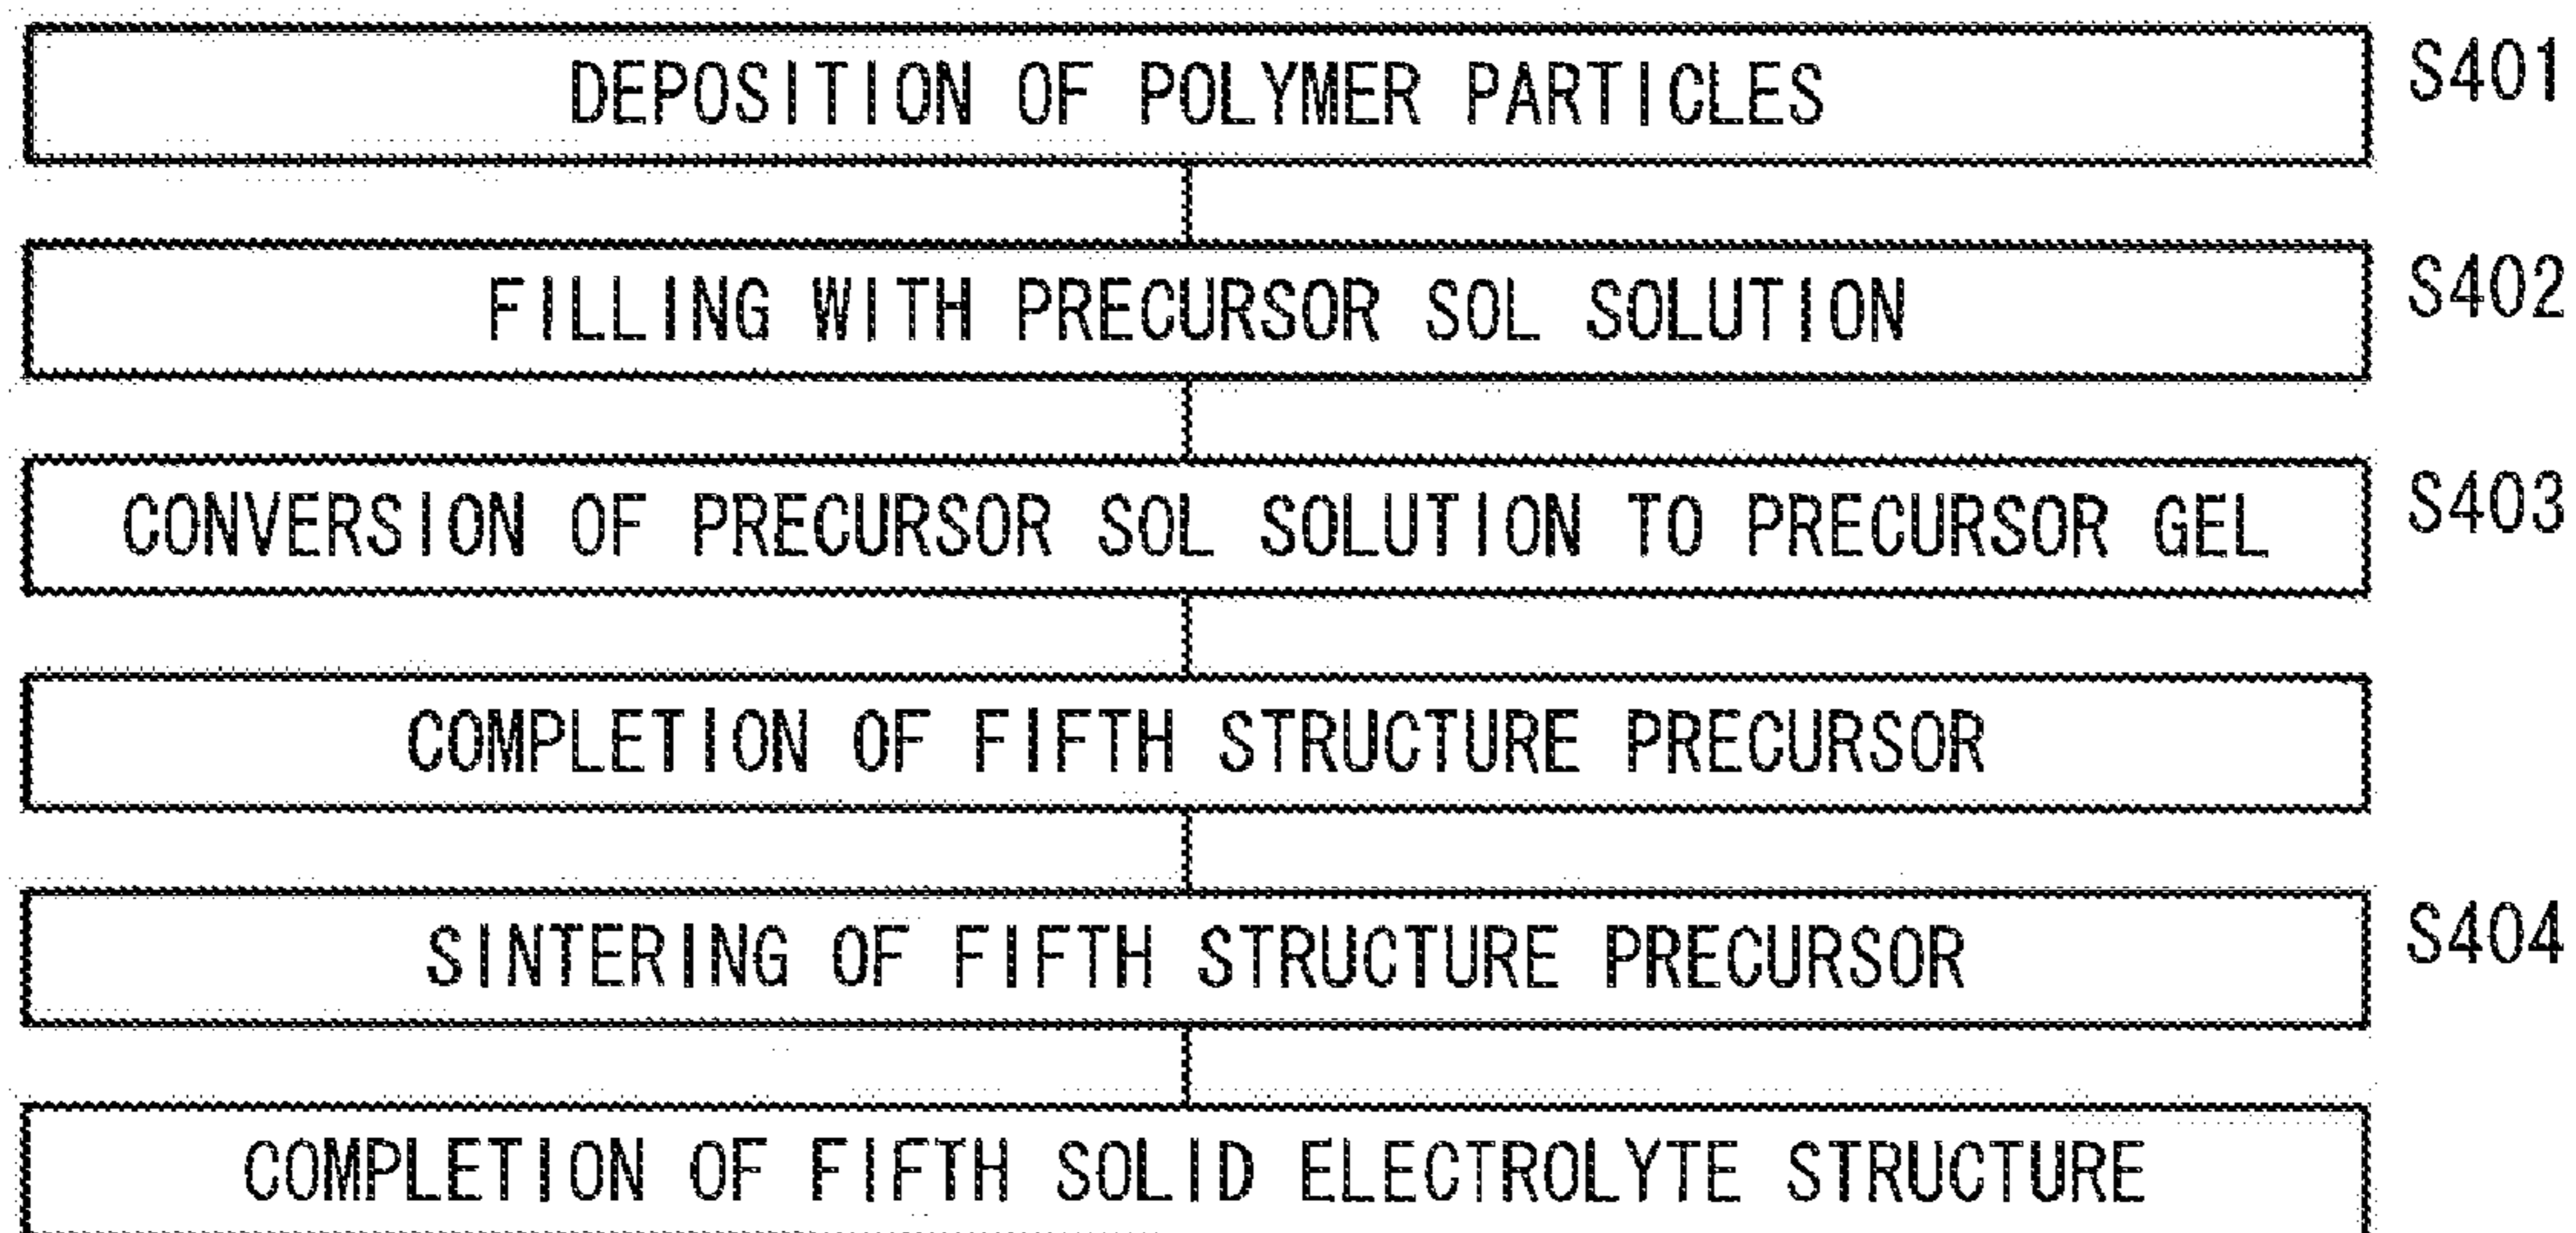 DEPOSITION OF POLYMER PARTICLES S401
FILLING WITH PRECURSOR SOL SOLUTION S402
CONVERSION OF PRECURSOR SOL SOLUTION TO PRECURSOR GEL S403
COMPLETION OF FIFTH STRUCTURE PRECURSOR
SINTERING OF FIFTH STRUCTURE PRECURSOR S404
COMPLETION OF FIFTH SOLID ELECTROLYTE STRUCTURE